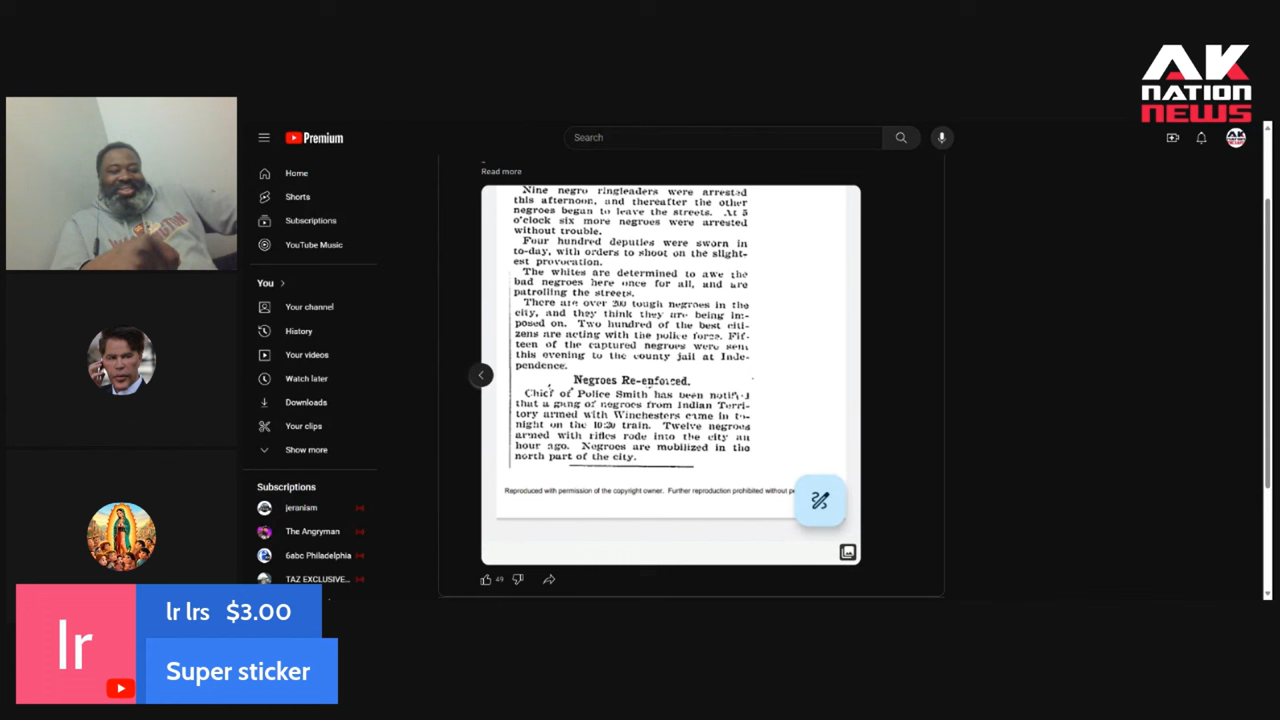 AK
NATION
NEWS
Premium
Search
Home
Shorts
Subscriptions
YouTube Music
You
Your channel
History
Your videos
Watch later
Downloads
Your clips
Show more
Subscriptions
jeranism
The Angryman
6abc Philadelphia
TAZ EXCLUSIVE...
Read more
Nine negro ringleaders were arrested
this afternoon, and thereafter the other
negroes began to leave the streets. At 5
o'clock six more negroes were arrested
without trouble.
Four hundred deputies were sworn in
to-day, with orders to shoot on the slight-
est provocation.
The whites are determined to awe the
bad negroes here once for all, and are
patrolling the streets.
There are over 200 tough negroes in the
city, and they think they are being im-
posed on. Two hundred of the best citi-
zens are acting with the police force. Fif-
teen of the captured negroes were sent
this evening to the county jail at Inde-
pendence.
Negroes Re-enforced.
Chief of Police Smith has been notified
that a gang of negroes from Indian Terri-
tory armed with Winchesters came in to-
night on the 10:20 train. Twelve negroes
armed with rifles rode into the city an
hour ago. Negroes are mobilized in the
north part of the city.
Reproduced with permission of the copyright owner. Further reproduction prohibited without pe
49
lr
lr lrs $3.00
Super sticker